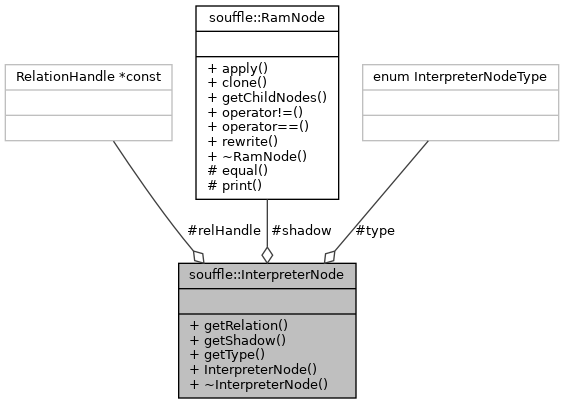 souffle::RamNode
+ apply()
+ clone()
+ getChildNodes()
+ operator!=()
+ operator==()
+ rewrite()
+ ~RamNode()
# equal()
# print()
RelationHandle *const
enum InterpreterNodeType
#relHandle
#shadow
#type
souffle::InterpreterNode
+ getRelation()
+ getShadow()
+ getType()
+ InterpreterNode()
+ ~InterpreterNode()